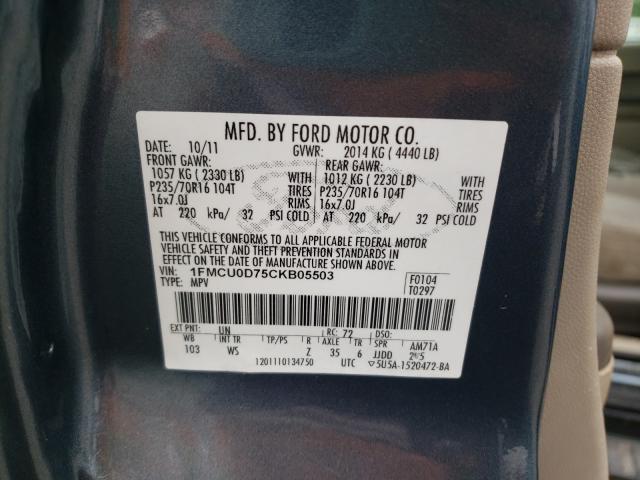 MFD. BY FORD MOTOR CO.
DATE: 10/11 GVWR: 2014 KG ( 4440 LB)
FRONT GAWR: REAR GAWR:
1057 KG ( 2330 LB) WITH 1012 KG ( 2230 LB) WITH
P235/70R16 104T TIRES P235/70R16 104T TIRES
16x7.0J RIMS 16x7.0J RIMS
AT 220 kPa/ 32 PSI COLD AT 220 kPa/ 32 PSI COLD
THIS VEHICLE CONFORMS TO ALL APPLICABLE FEDERAL MOTOR
VEHICLE SAFETY AND THEFT PREVENTION STANDARDS IN
EFFECT ON THE DATE OF MANUFACTURE SHOWN ABOVE.
VIN: 1FMCU0D75CKB05503 F0104
TYPE: MPV T0297
EXT PNT: UN RC: 72 DSO:
WB INT TR TP/PS R AXLE TR SPR AM71A
103 WS Z 35 6 JJDD
1201110134750 UTC ▽5U5A-1520472-BA